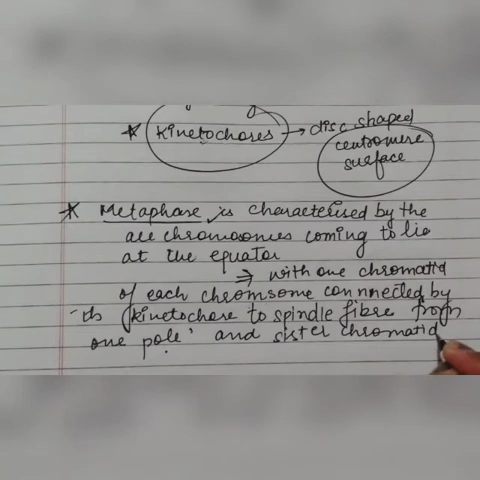 * Kinetochores → disc shaped
centromere
surface
* Metaphase is characterised by the
all chromosomes coming to lie
at the equator
⇒ with one chromatid
of each chromsome connnected by
its kinetochore to spindle fibre from
one pole' and sister chromatid